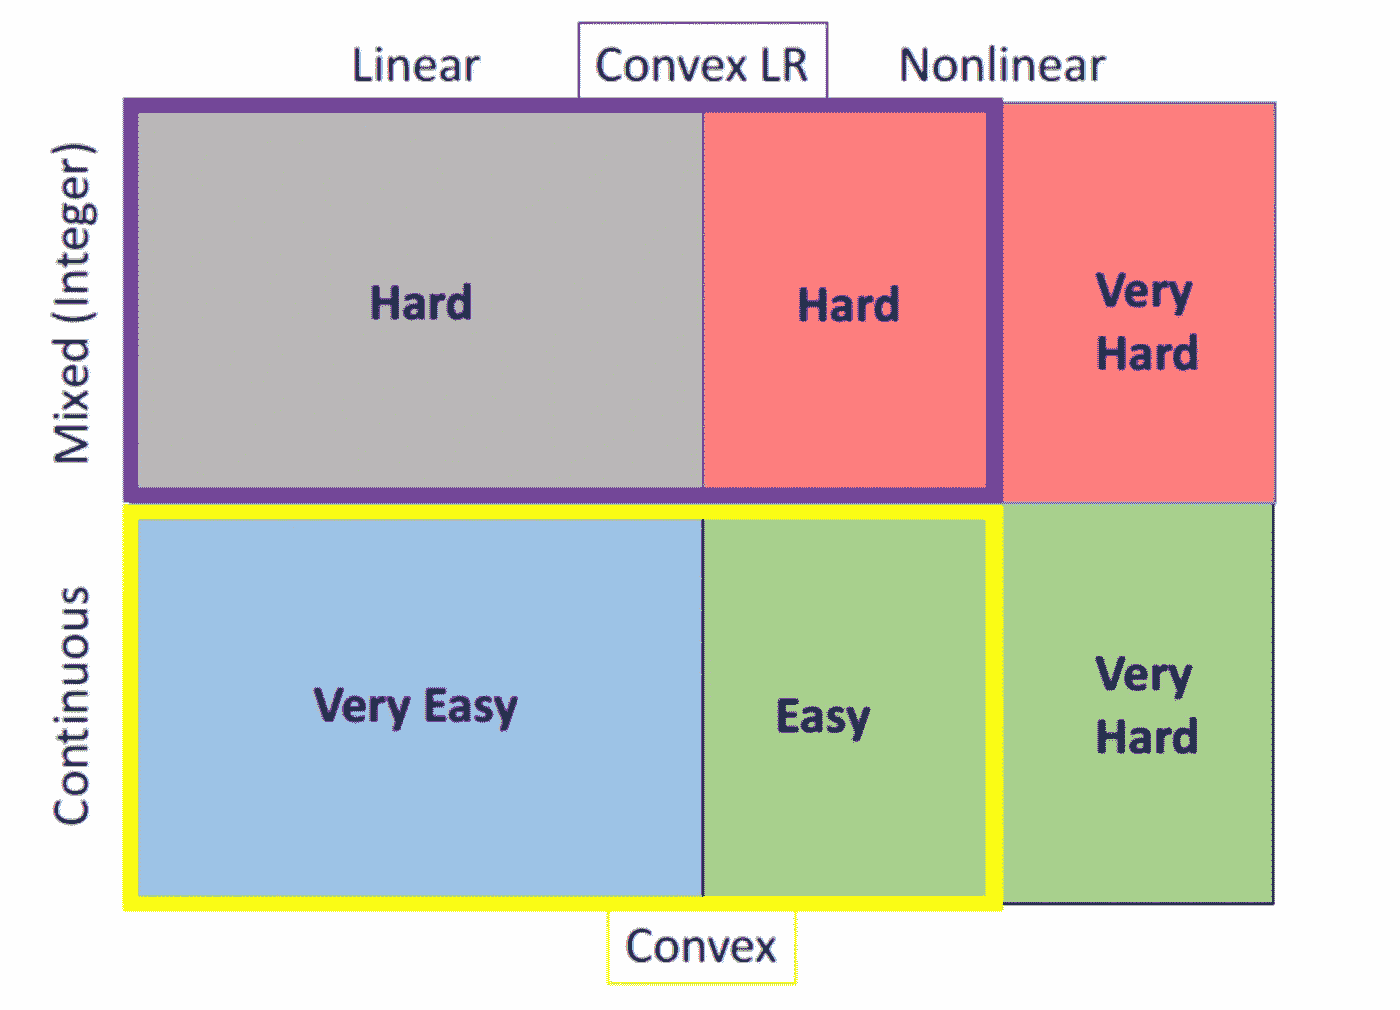 Linear
Convex LR
Nonlinear
Mixed (Integer)
Hard
Hard
Very
Hard
Continuous
Very Easy
Easy
Very
Hard
Convex